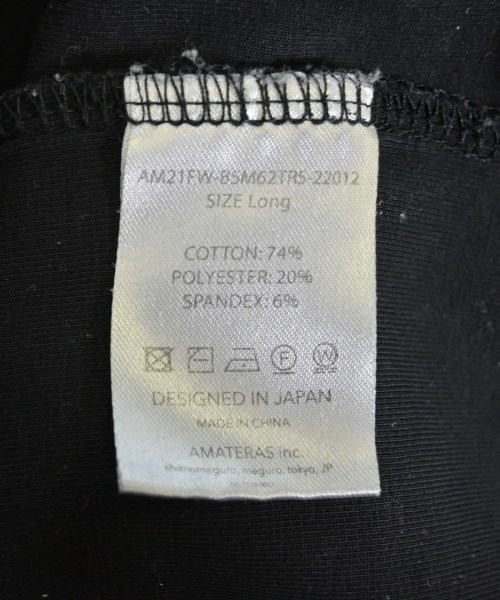 AM21FW-BSM62TRS-22012
SIZE Long
COTTON: 74%
POLYESTER: 20%
SPANDEX: 6%
F W
DESIGNED IN JAPAN
MADE IN CHINA
AMATERAS inc.
shimomeguro, meguro, tokyo, JP